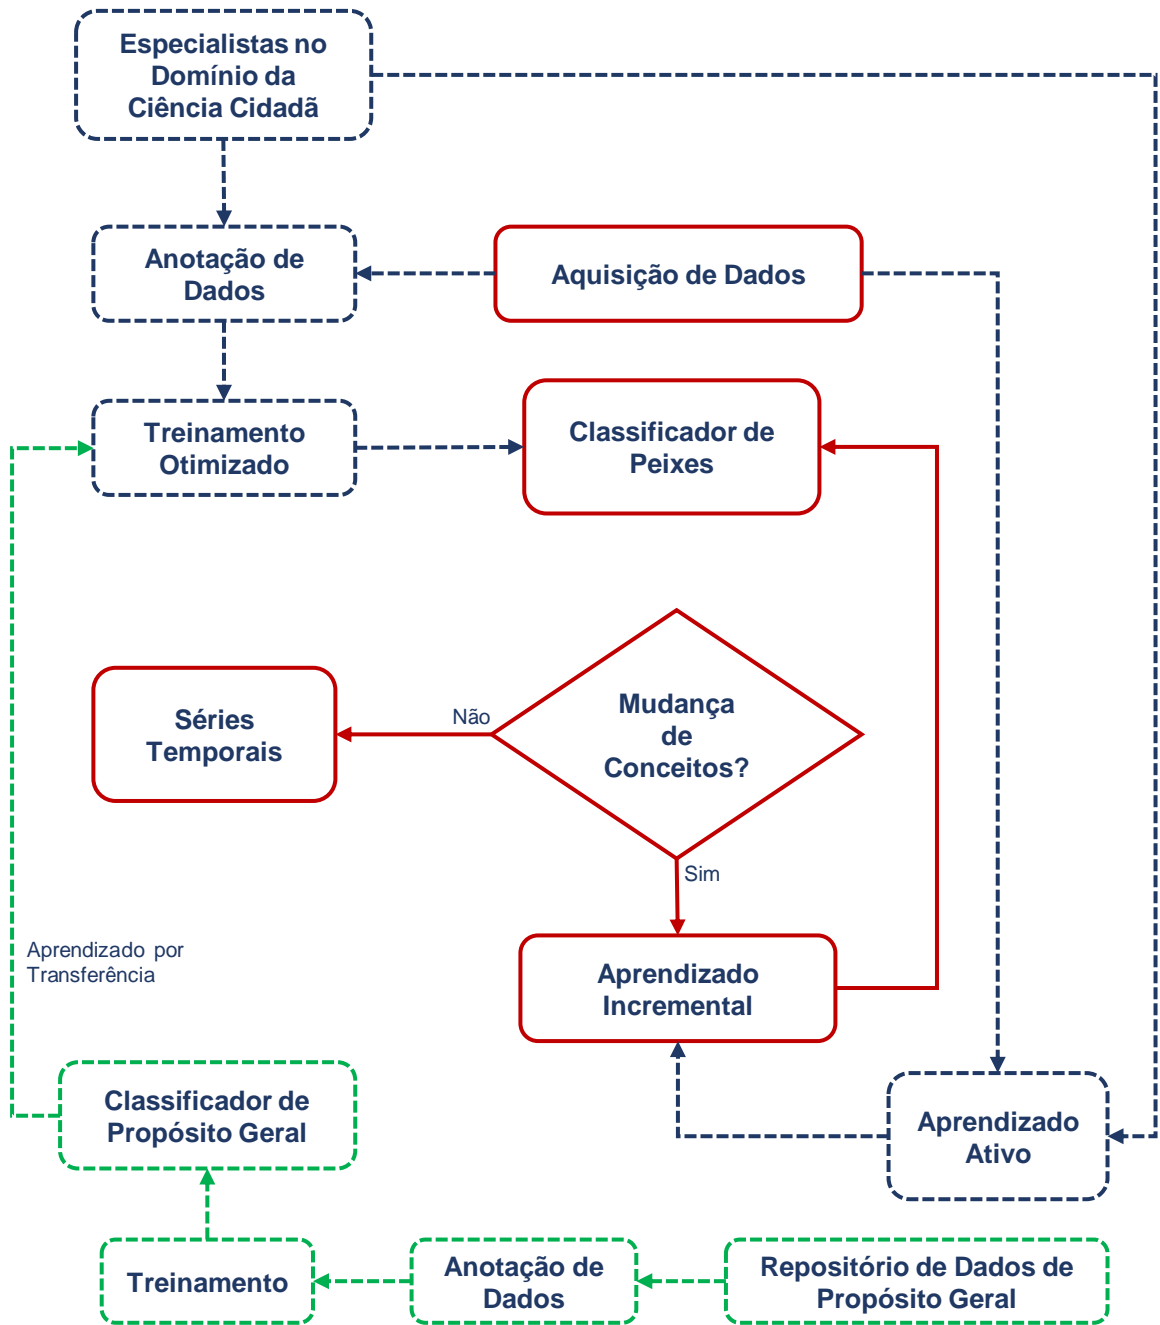 Especialistas no
Domínio da
Ciência Cidadã
Anotação de
Dados
Aquisição de Dados
Treinamento
Otimizado
Classificador de
Peixes
Mudança
de
Conceitos?
Não
Séries
Temporais
Sim
Aprendizado por
Transferência
Aprendizado
Incremental
Classificador de
Propósito Geral
Aprendizado
Ativo
Treinamento
Anotação de
Dados
Repositório de Dados de
Propósito Geral